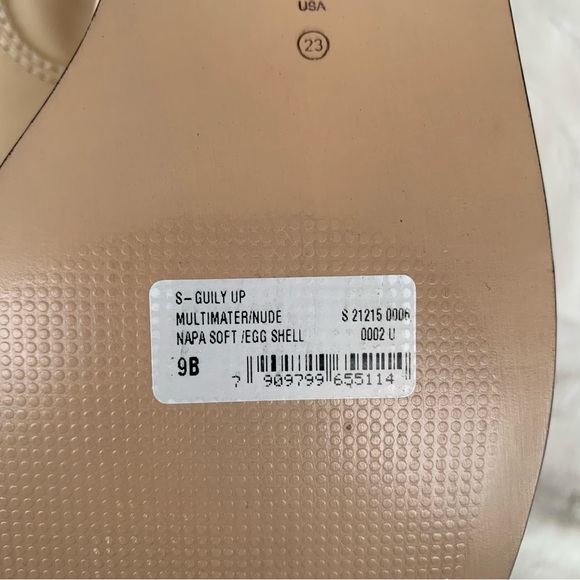 USA
23
S-GUILY UP
MULTIMATER/NUDE S 21215 0006
NAPA SOFT /EGG SHELL 0002 U
9B
7 909799 655114